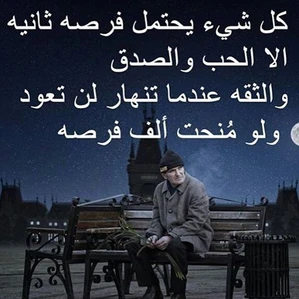 كل شيء يحتمل فرصه ثانيه
الا الحب والصدق
والثقه عندما تنهار لن تعود
ولو مُنحت ألف فرصه